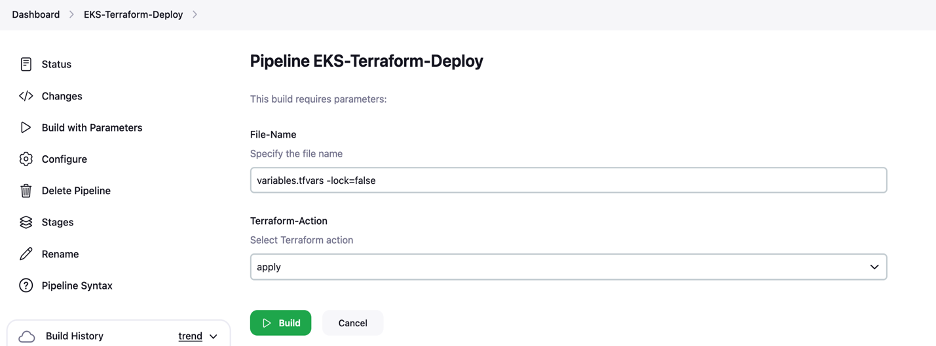 Dashboard > EKS-Terraform-Deploy >
Status
Changes
Build with Parameters
Configure
Delete Pipeline
Stages
Rename
Pipeline Syntax
Build History trend
Pipeline EKS-Terraform-Deploy
This build requires parameters:
File-Name
Specify the file name
variables.tfvars -lock=false
Terraform-Action
Select Terraform action
apply
Build Cancel